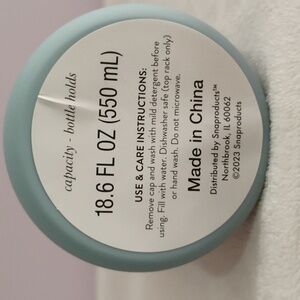 capacity - bottle holds
18.6 FL OZ (550 mL)
USE & CARE INSTRUCTIONS:
Remove cap and wash with mild detergent before
using. Fill with water. Dishwasher safe (top rack only)
or hand wash. Do not microwave.
Made in China
Distributed by Snoproducts™
Northbrook, IL 60062
©2023 Snoproducts